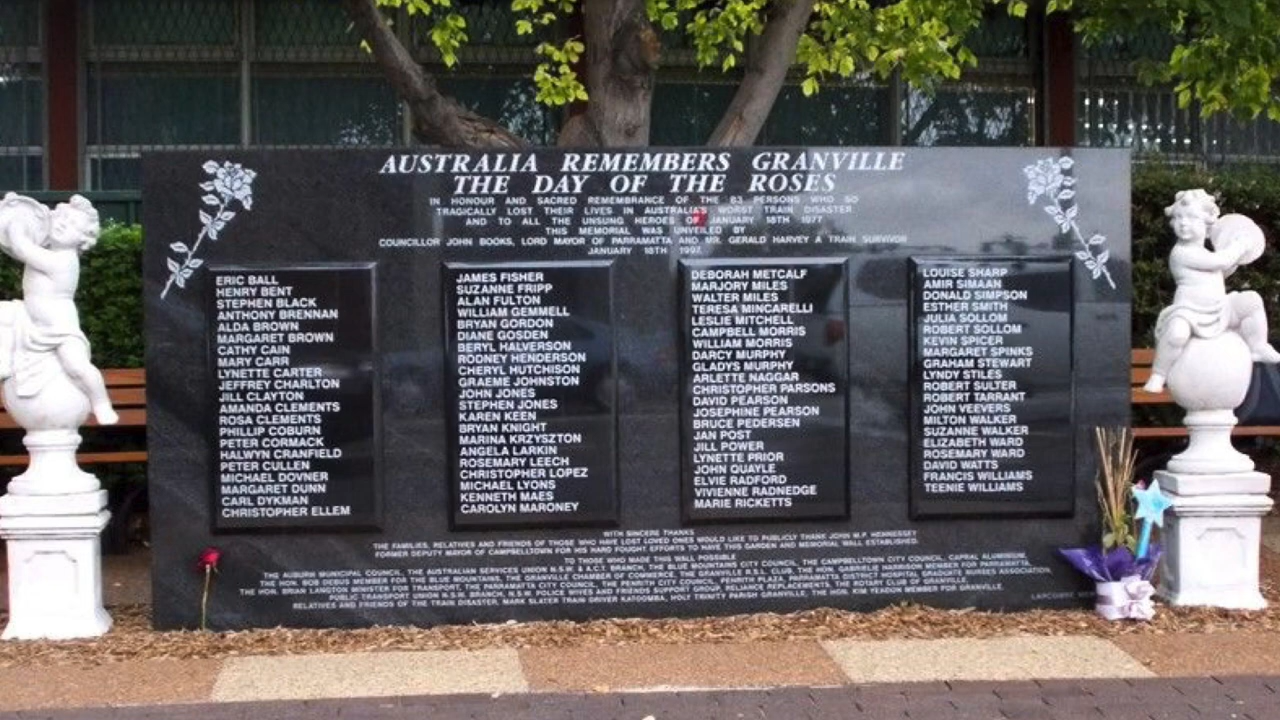 AUSTRALIA REMEMBERS GRANVILLE
THE DAY OF THE ROSES
IN HONOUR AND SACRED REMEMBRANCE OF THE 83 PERSONS WHO SO
TRAGICALLY LOST THEIR LIVES IN AUSTRALIA'S WORST TRAIN DISASTER
AND TO ALL THE UNSUNG HEROES OF JANUARY 18TH 1977
THIS MEMORIAL WAS UNVEILED BY
COUNCILLOR JOHN BOOKS, LORD MAYOR OF PARRAMATTA AND MR. GERALD HARVEY A TRAIN SURVIVOR
JANUARY 18TH 1997
ERIC BALL
HENRY BENT
STEPHEN BLACK
ANTHONY BRENNAN
ALDA BROWN
MARGARET BROWN
CATHY CAIN
MARY CARR
LYNETTE CARTER
JEFFREY CHARLTON
JILL CLAYTON
AMANDA CLEMENTS
ROSA CLEMENTS
PHILLIP COBURN
PETER CORMACK
HALWYN CRANFIELD
PETER CULLEN
MICHAEL DOVNER
MARGARET DUNN
CARL DYKMAN
CHRISTOPHER ELLEM
JAMES FISHER
SUZANNE FRIPP
ALAN FULTON
WILLIAM GEMMELL
BRYAN GORDON
DIANE GOSDEN
BERYL HALVERSON
RODNEY HENDERSON
CHERYL HUTCHISON
GRAEME JOHNSTON
JOHN JONES
STEPHEN JONES
KAREN KEEN
BRYAN KNIGHT
MARINA KRZYSZTON
ANGELA LARKIN
ROSEMARY LEECH
CHRISTOPHER LOPEZ
MICHAEL LYONS
KENNETH MAES
CAROLYN MARONEY
DEBORAH METCALF
MARJORY MILES
WALTER MILES
TERESA MINCARELLI
LESLIE MITCHELL
CAMPBELL MORRIS
WILLIAM MORRIS
DARCY MURPHY
GLADYS MURPHY
ARLETTE NAGGAR
CHRISTOPHER PARSONS
DAVID PEARSON
JOSEPHINE PEARSON
BRUCE PEDERSEN
JAN POST
JILL POWER
LYNETTE PRIOR
JOHN QUAYLE
ELVIE RADFORD
VIVIENNE RADNEDGE
MARIE RICKETTS
LOUISE SHARP
AMIR SIMAAN
DONALD SIMPSON
ESTHER SMITH
JULIA SOLLOM
ROBERT SOLLOM
KEVIN SPICER
MARGARET SPINKS
GRAHAM STEWART
LYNDY STILES
ROBERT SULTER
ROBERT TARRANT
JOHN VEEVERS
MILTON WALKER
SUZANNE WALKER
ELIZABETH WARD
ROSEMARY WARD
DAVID WATTS
FRANCIS WILLIAMS
TEENIE WILLIAMS
WITH SINCERE THANKS
THE FAMILIES, RELATIVES AND FRIENDS OF THOSE WHO HAVE LOST LOVED ONES WOULD LIKE TO PUBLICLY THANK JOHN M.P. HENNESSEY
FORMER DEPUTY MAYOR OF CAMPBELLTOWN FOR HIS HARD FOUGHT EFFORTS TO HAVE THIS GARDEN AND MEMORIAL WALL ESTABLISHED.
TO THOSE WHO MADE THIS WALL POSSIBLE
THE AUBURN MUNICIPAL COUNCIL, THE AUSTRALIAN SERVICES UNION N.S.W. & A.C.T. BRANCH, THE BLUE MOUNTAINS CITY COUNCIL, THE CAMPBELLTOWN CITY COUNCIL, CAPRAL ALUMINIUM,
THE HON. BOB DEBUS MEMBER FOR THE BLUE MOUNTAINS, THE GRANVILLE CHAMBER OF COMMERCE, THE GRANVILLE R.S.L. CLUB, THE HON. GABRIELLE HARRISON MEMBER FOR PARRAMATTA,
THE HON. BRIAN LANGTON MINISTER FOR TRANSPORT, THE PARRAMATTA CITY COUNCIL, THE PENRITH CITY COUNCIL, PENRITH PLAZA, PARRAMATTA DISTRICT HOSPITAL GRADUATE NURSES ASSOCIATION,
PUBLIC TRANSPORT UNION N.S.W. BRANCH, N.S.W. POLICE WIVES AND FRIENDS SUPPORT GROUP, RELIANCE REPLACEMENTS, THE ROTARY CLUB OF GRANVILLE,
RELATIVES AND FRIENDS OF THE TRAIN DISASTER, MARK SLATER TRAIN DRIVER KATOOMBA, HOLY TRINITY PARISH GRANVILLE, THE HON. KIM YEADON MEMBER FOR GRANVILLE.